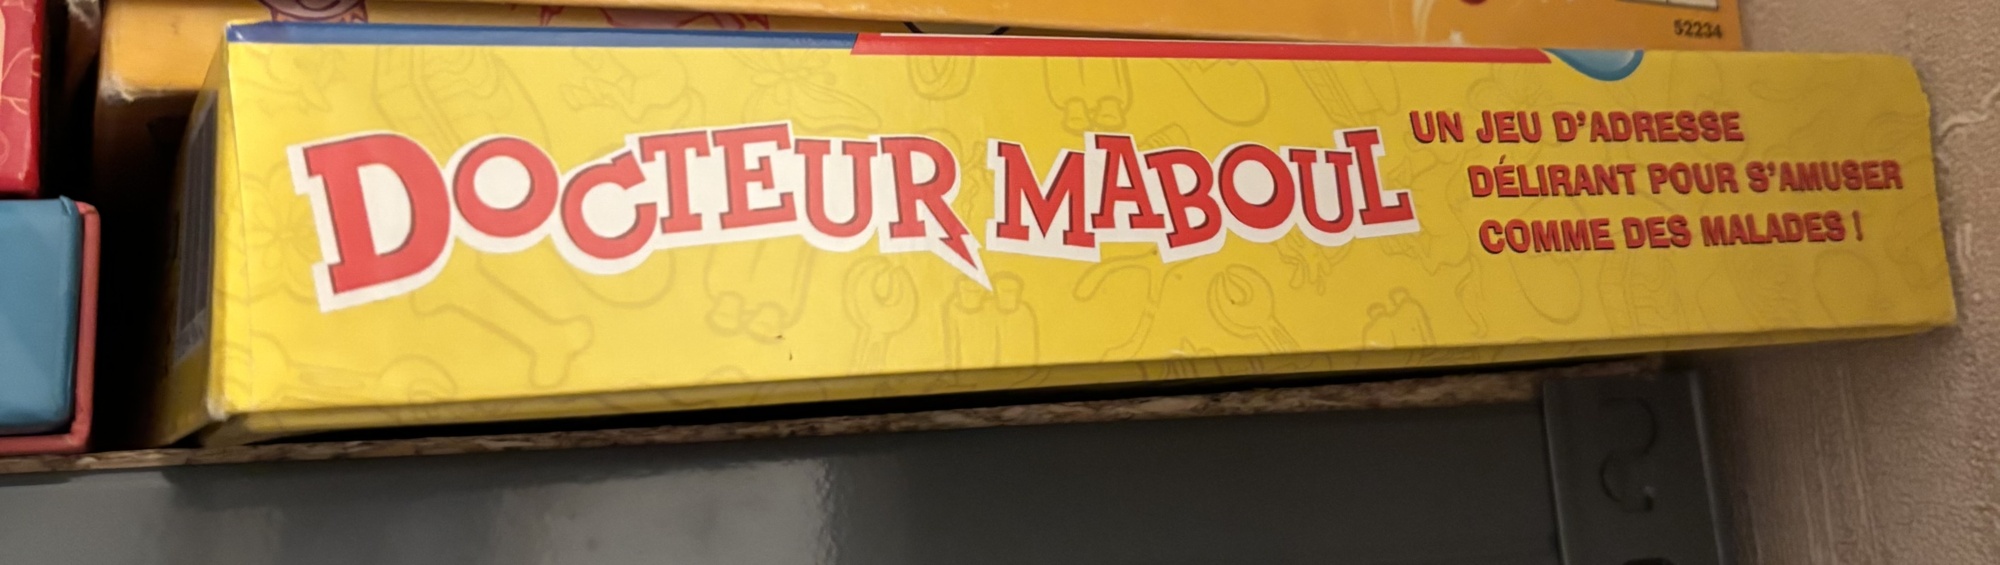 52234
DOCTEUR MABOUL
UN JEU D'ADRESSE
DÉLIRANT POUR S'AMUSER
COMME DES MALADES !